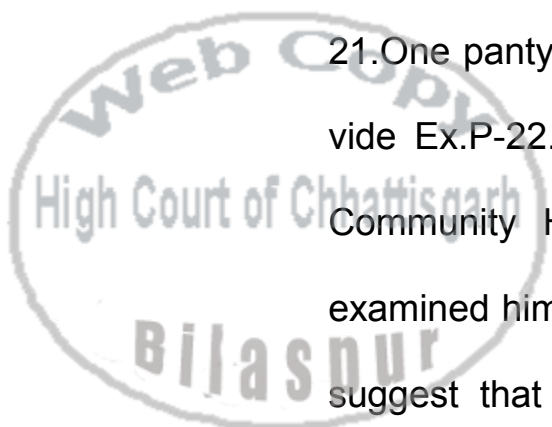 Web Copy
High Court of Chhattisgarh
Bilaspur
21.One panty
vide Ex.P-22.
Community H
examined him
suggest that